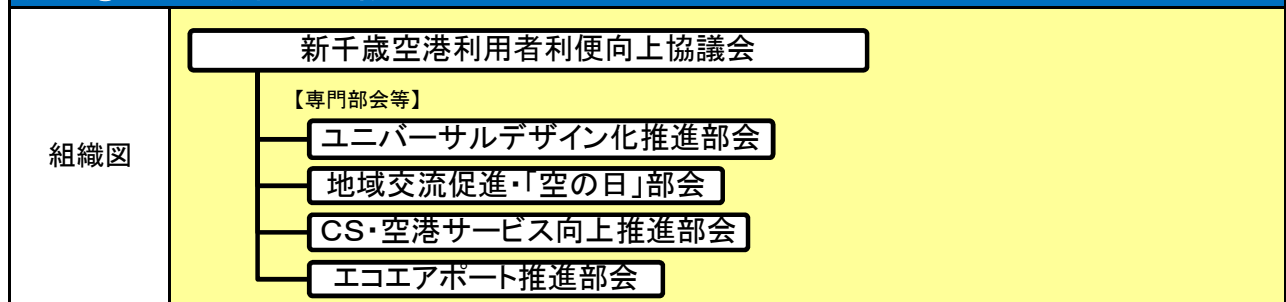 新千歳空港利用者利便向上協議会
【専門部会等】
組織図
ユニバーサルデザイン化推進部会
地域交流促進・「空の日」部会
CS・空港サービス向上推進部会
エコエアポート推進部会